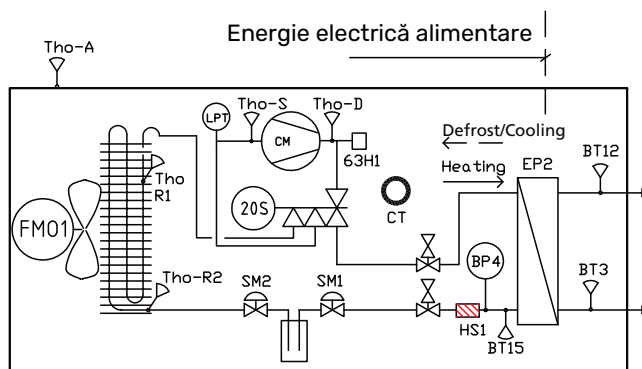 Energie electrică alimentare
Tho-A
Tho-S
Tho-D
LPT
CM
63H1
Defrost/Cooling
Heating
EP2
BT12
Tho
R1
20S
CT
FM01
BP4
Tho-R2
SM2
SM1
BT3
HS1
BT15